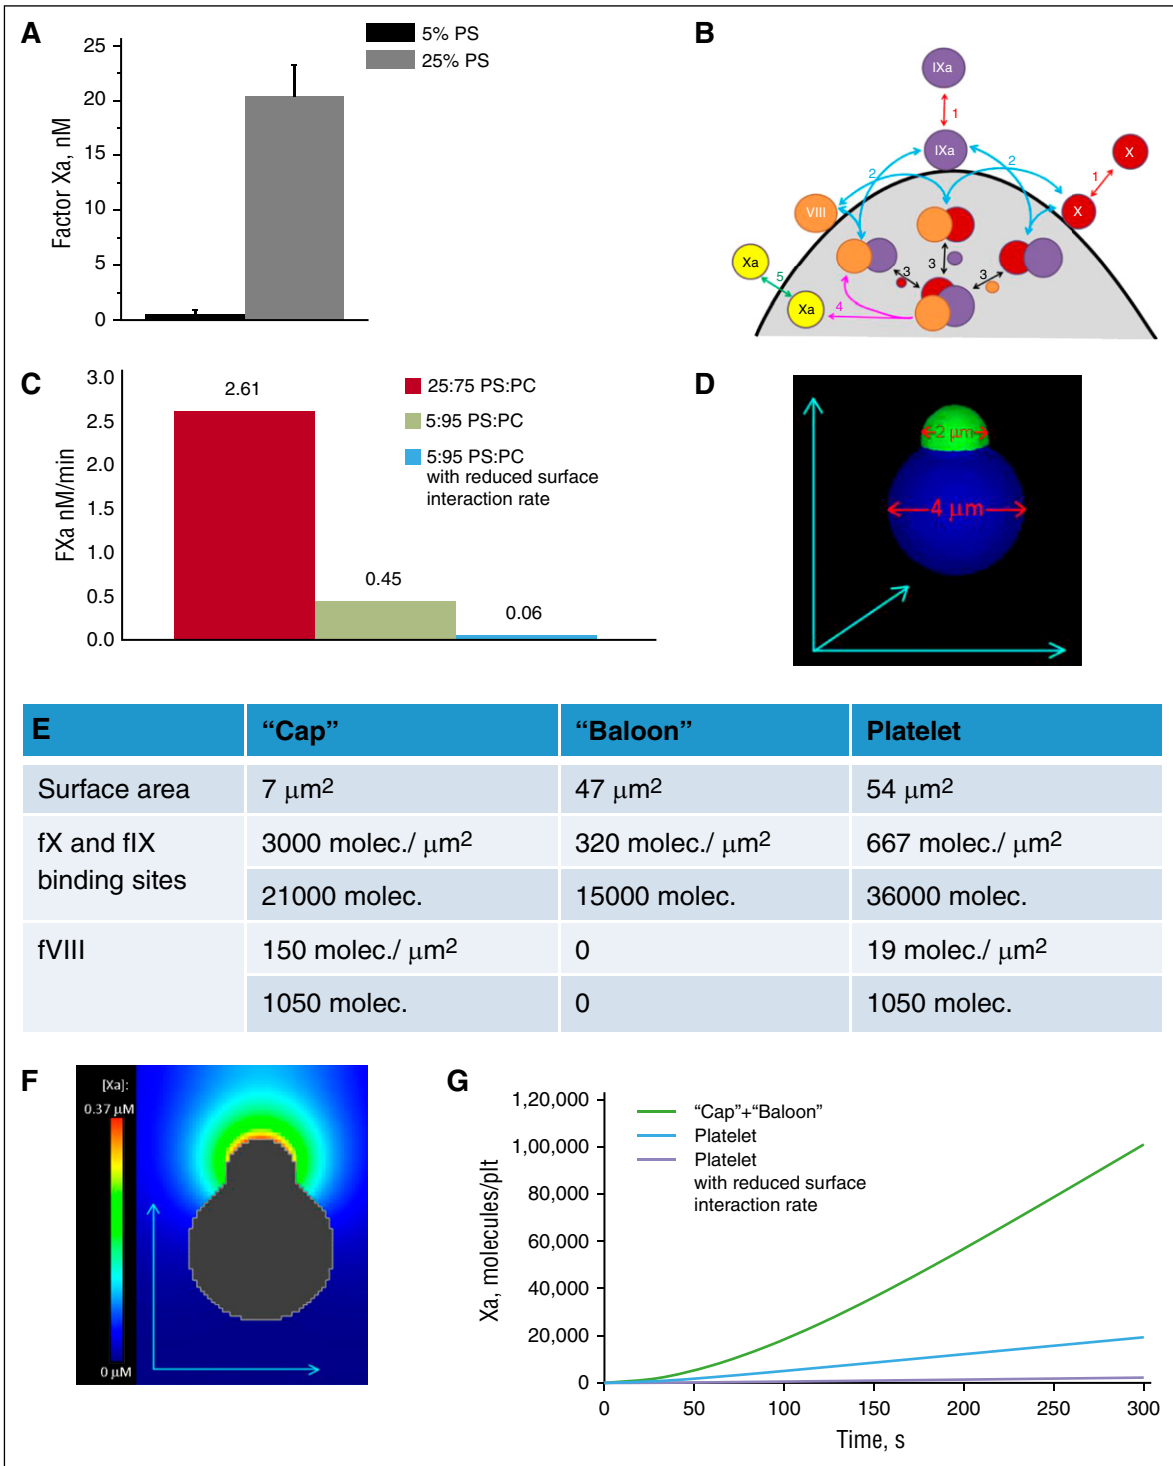 A
5% PS
25% PS
Factor Xa, nM
25
20
15
10
5
0
B
IXa
1
IXa
X
1
2
2
VIII
X
Xa
5
3
3
3
Xa
4
C
FXa nM/min
3.0
2.5
2.0
1.5
1.0
0.5
0.0
2.61
0.45
0.06
25:75 PS:PC
5:95 PS:PC
5:95 PS:PC
with reduced surface
interaction rate
D
2 μm
4 μm
E “Cap” “Baloon” Platelet
Surface area 7 μm2 47 μm2 54 μm2
fX and fIX
binding sites
3000 molec./ μm2 320 molec./ μm2 667 molec./ μm2
21000 molec. 15000 molec. 36000 molec.
fVIII 150 molec./ μm2 0 19 molec./ μm2
1050 molec. 0 1050 molec.
F
[Xa]:
0.37 μM
0 μM
G
Xa, molecules/plt
1,20,000
1,00,000
80,000
60,000
40,000
20,000
0
“Cap”+“Baloon”
Platelet
Platelet
with reduced surface
interaction rate
0 50 100 150 200 250 300
Time, s